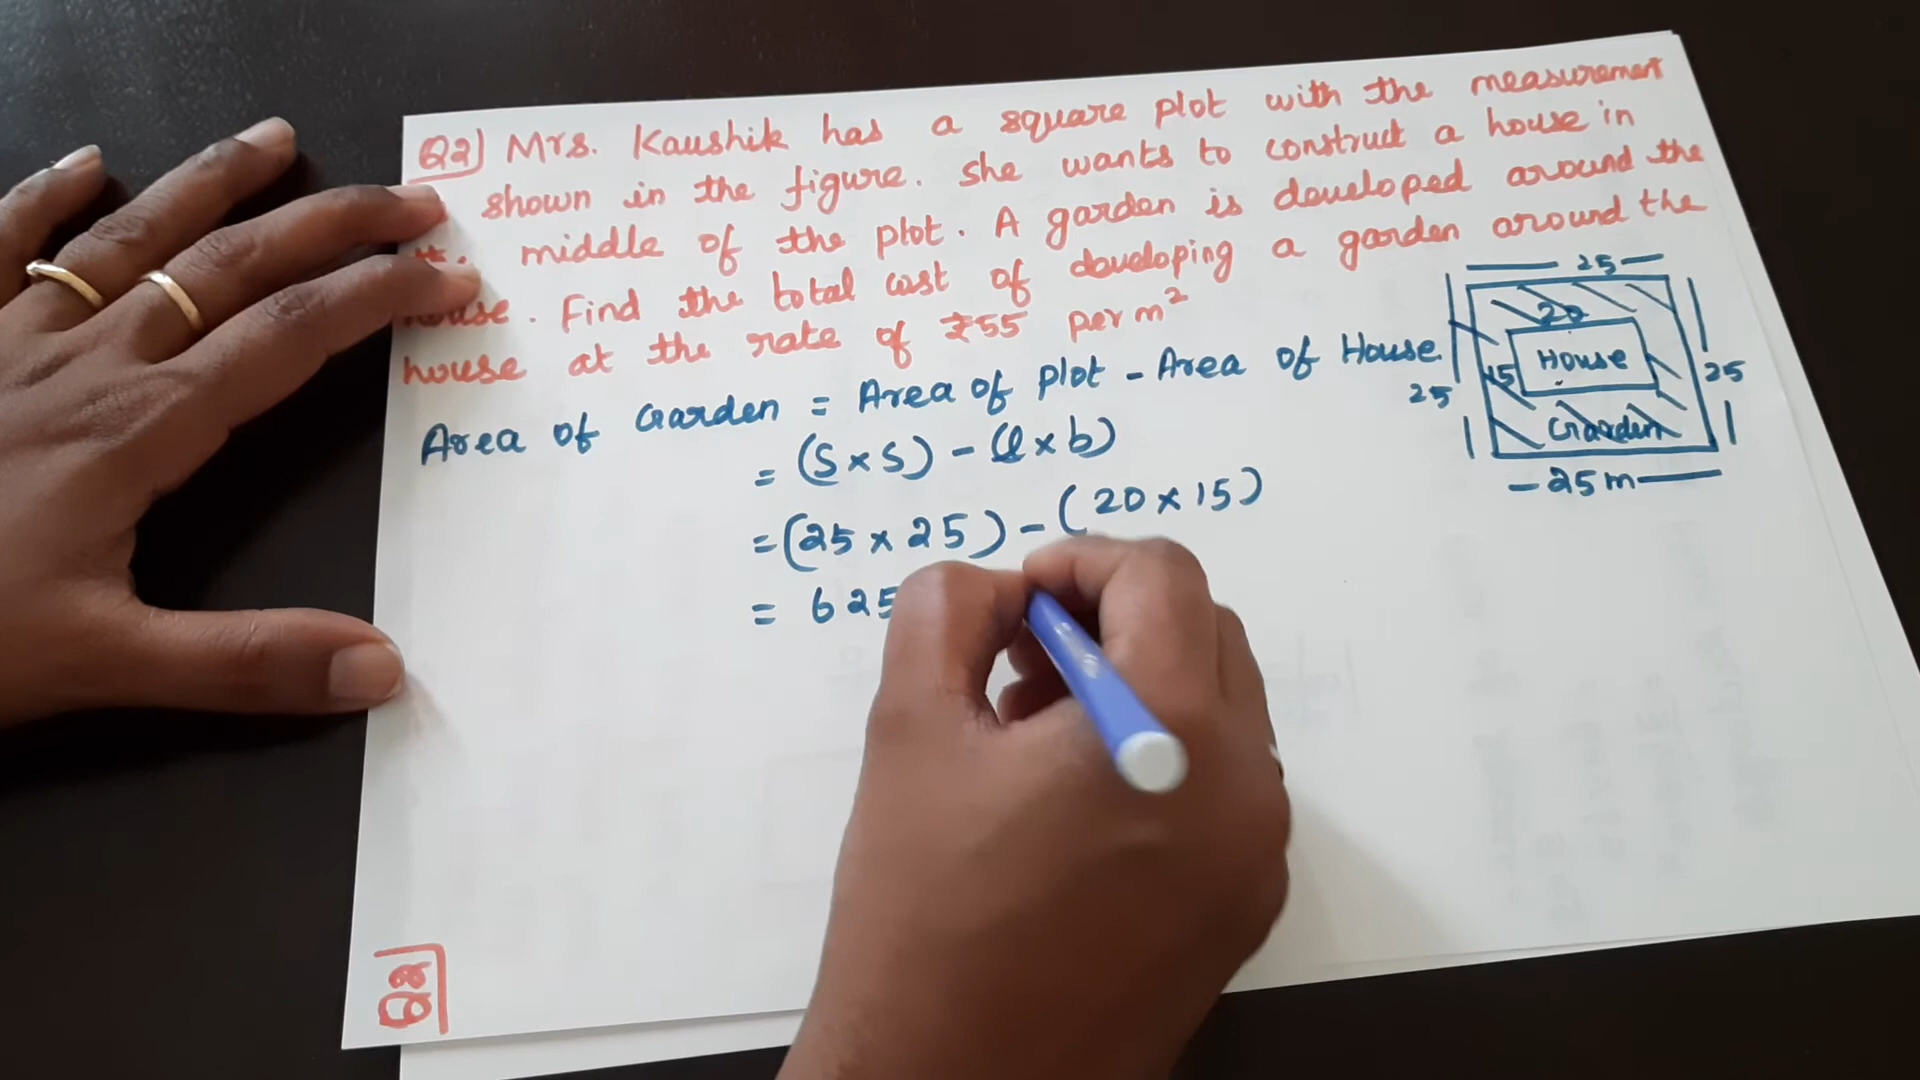 Q2) Mrs. Kaushik has a square plot with the measurement
shown in the figure. She wants to construct a house in
middle of the plot. A garden is developed around the
house. Find the total cost of developing a garden around the
house at the rate of ₹55 per m²
Area of Garden = Area of plot - Area of House
= (S × S) - (l × b)
= (25 × 25) - (20 × 15)
= 625
25
20
House
15
25
25
Garden
25m
Q2